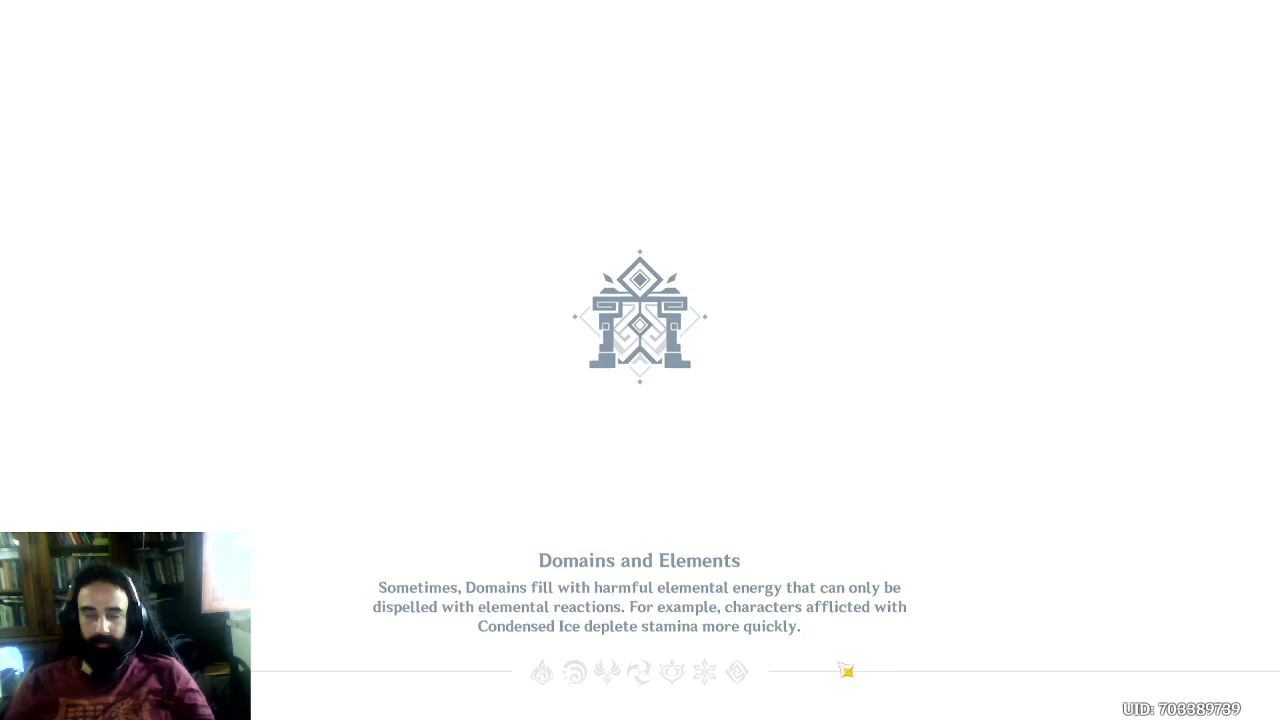 Domains and Elements
Sometimes, Domains fill with harmful elemental energy that can only be
dispelled with elemental reactions. For example, characters afflicted with
Condensed Ice deplete stamina more quickly.
UID: 703389739